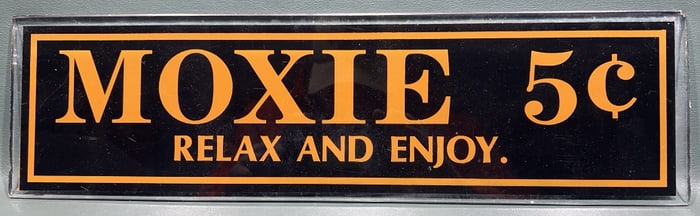 MOXIE 5¢
RELAX AND ENJOY.